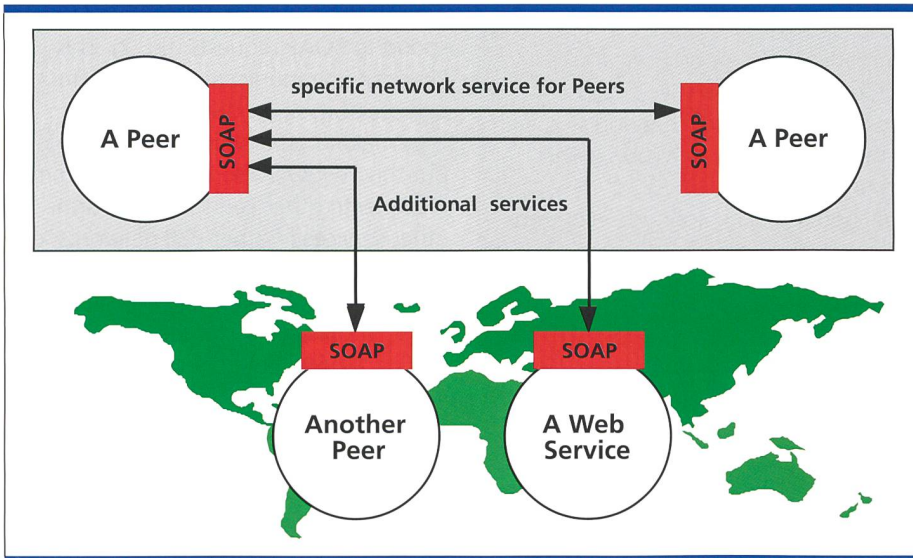 specific network service for Peers
A Peer
SOAP
SOAP
A Peer
Additional services
SOAP
SOAP
Another
Peer
A Web
Service